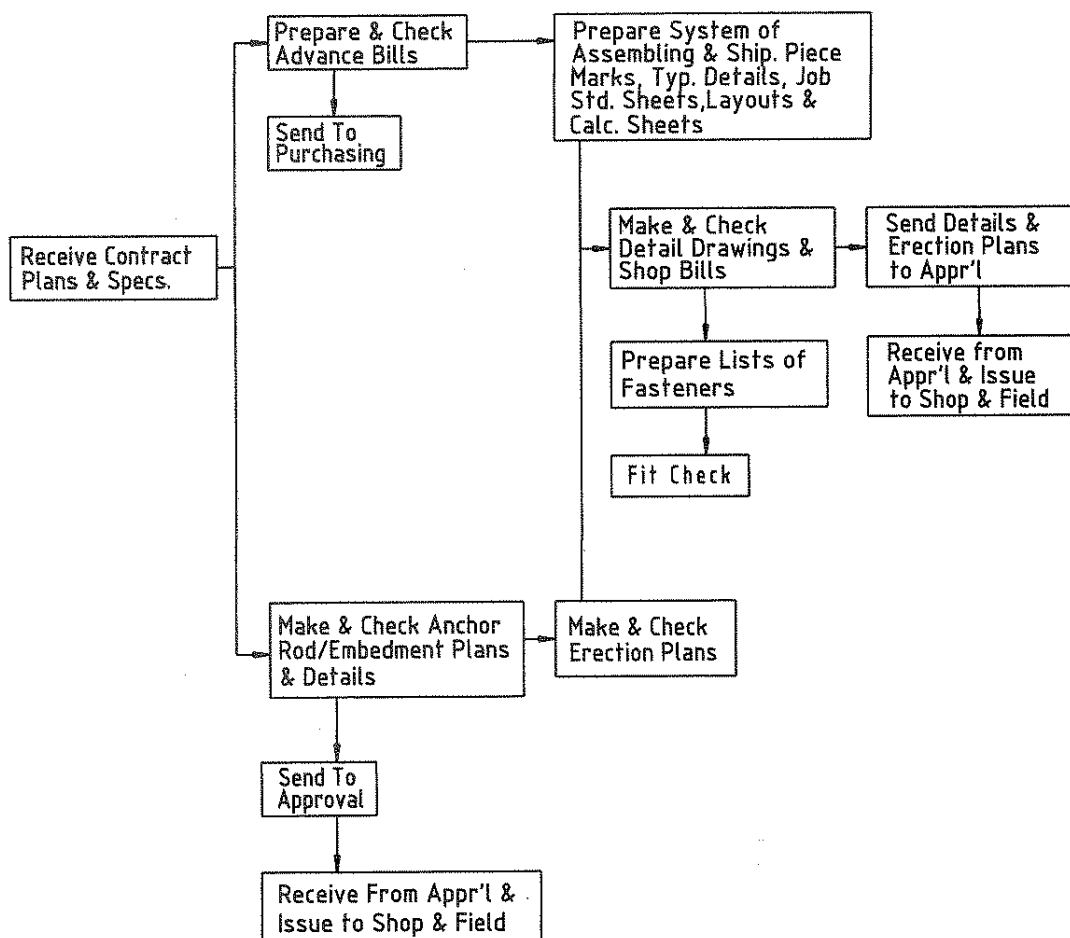 Prepare & Check
Advance Bills
Prepare System of
Assembling & Ship. Piece
Marks, Typ. Details, Job
Std. Sheets,Layouts &
Calc. Sheets
Send To
Purchasing
Receive Contract
Plans & Specs.
Make & Check
Detail Drawings &
Shop Bills
Send Details &
Erection Plans
to Appr'l
Prepare Lists of
Fasteners
Receive from
Appr'l & Issue
to Shop & Field
Fit Check
Make & Check Anchor
Rod/Embedment Plans
& Details
Make & Check
Erection Plans
Send To
Approval
Receive From Appr'l &
Issue to Shop & Field